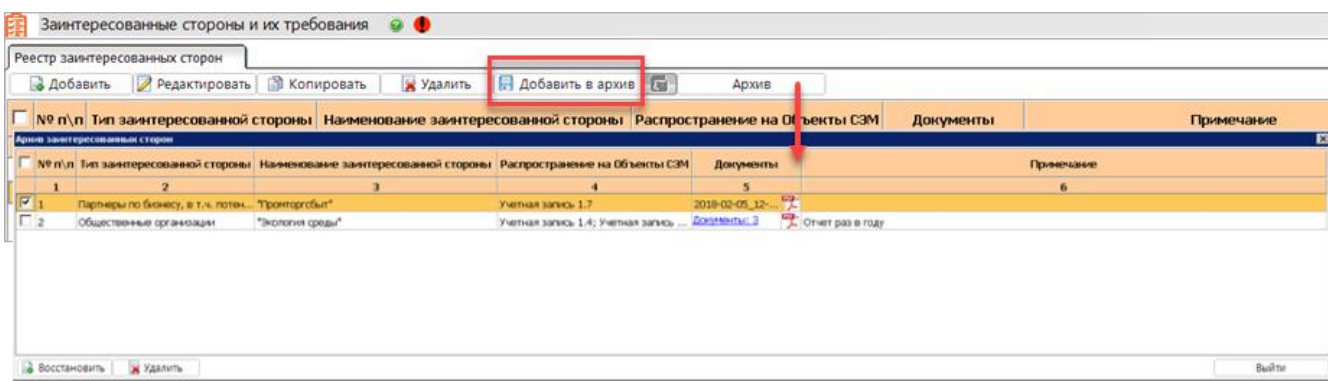 Заинтересованные стороны и их требования
Реестр заинтересованных сторон
Добавить Редактировать Копировать Удалить Добавить в архив Архив
№ п\п Тип заинтересованной стороны Наименование заинтересованной стороны Распространение на Объекты СЭМ Документы Примечание
Архив заинтересованных сторон
№ п\п Тип заинтересованной стороны Наименование заинтересованной стороны Распространение на Объекты СЭМ Документы Примечание
1 2 3 4 5 6
1 Партнеры по бизнесу, в т.ч. потен... "Промторгсбыт" Учетная запись 1.7 2018-02-05_12-...
2 Общественные организации "Экология среды" Учетная запись 1.4; Учетная запись ... Документы: 3 Отчет раз в году
Восстановить Удалить Выйти